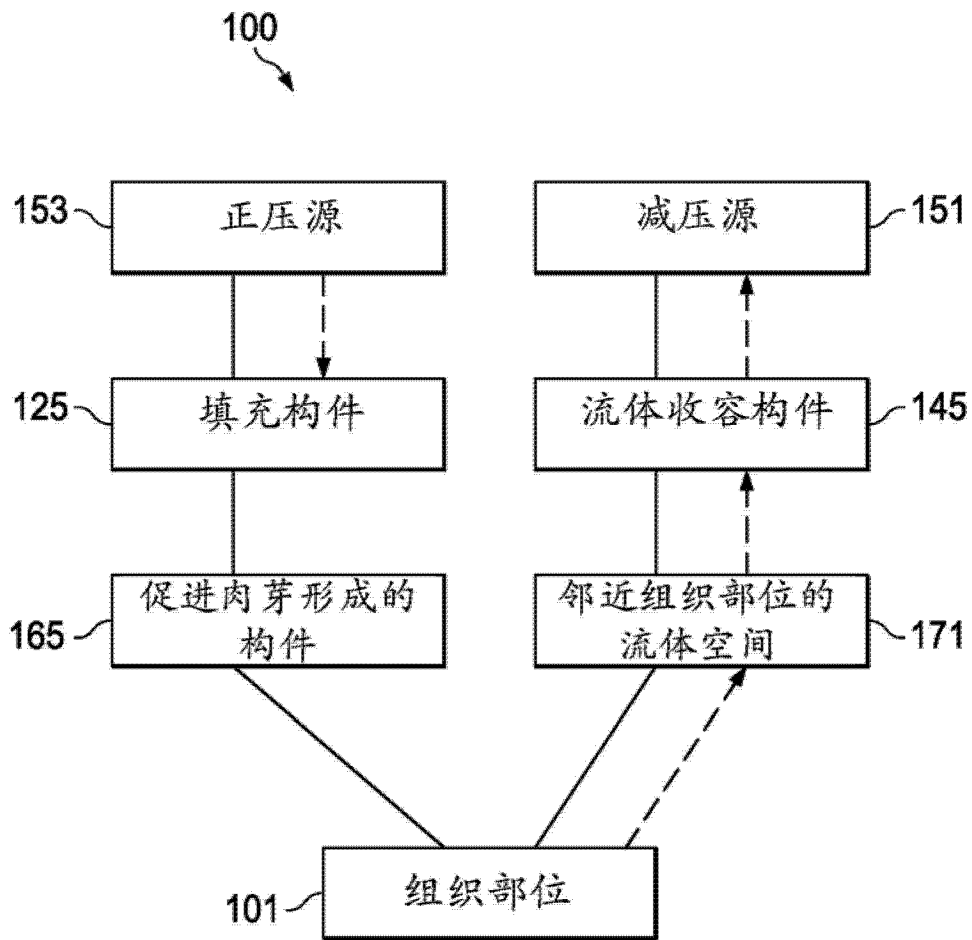 100
153
正压源
减压源
151
125
填充构件
流体收容构件
145
165
促进肉芽形成的
构件
邻近组织部位的
流体空间
171
101
组织部位